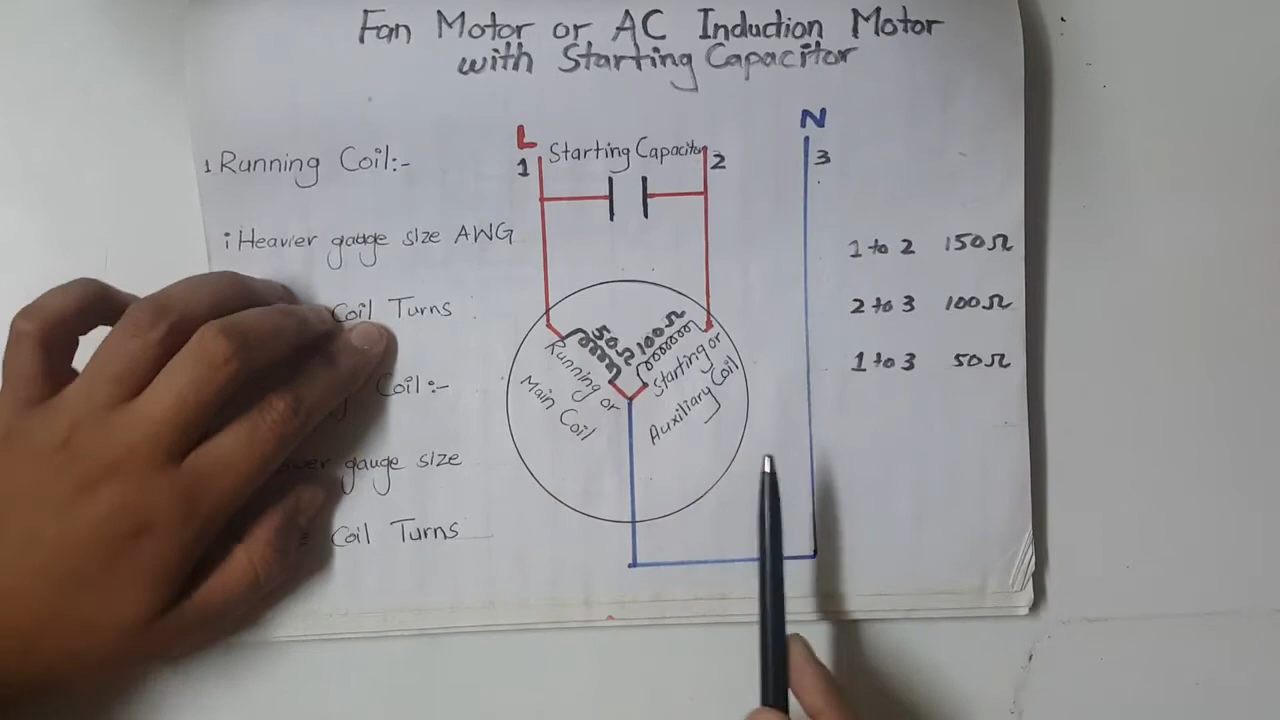 Fan Motor or AC Induction Motor
with Starting Capacitor
L
N
1
Starting Capacitor
2
3
1 Running Coil:-
i Heavier gauge size AWG
Coil Turns
Coil:-
gauge size
Coil Turns
50Ω
100Ω
Running or
Main Coil
Starting or
Auxiliary Coil
1 to 2 150Ω
2 to 3 100Ω
1 to 3 50Ω